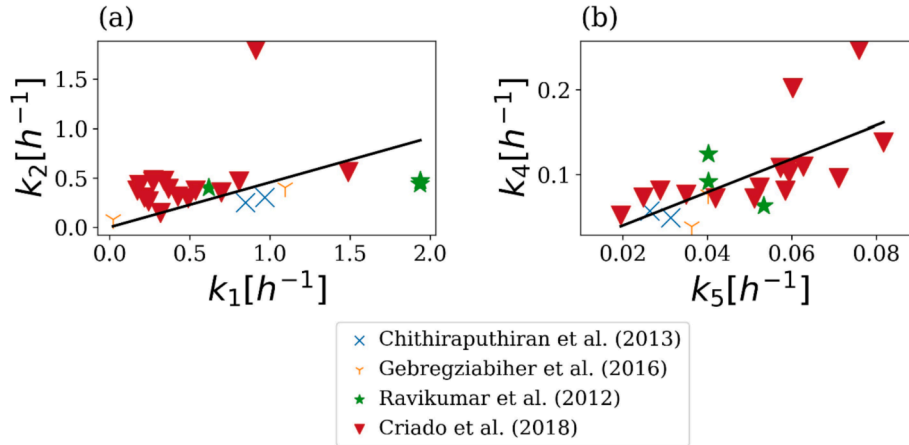 (a)
(b)
k₂[h⁻¹]
1.5
1.0
0.5
0.0
0.0
0.5
1.0
1.5
2.0
k₁[h⁻¹]
k₄[h⁻¹]
0.2
0.1
0.02
0.04
0.06
0.08
k₅[h⁻¹]
Chithiraputhiran et al. (2013)
Gebregziabiher et al. (2016)
Ravikumar et al. (2012)
Criado et al. (2018)